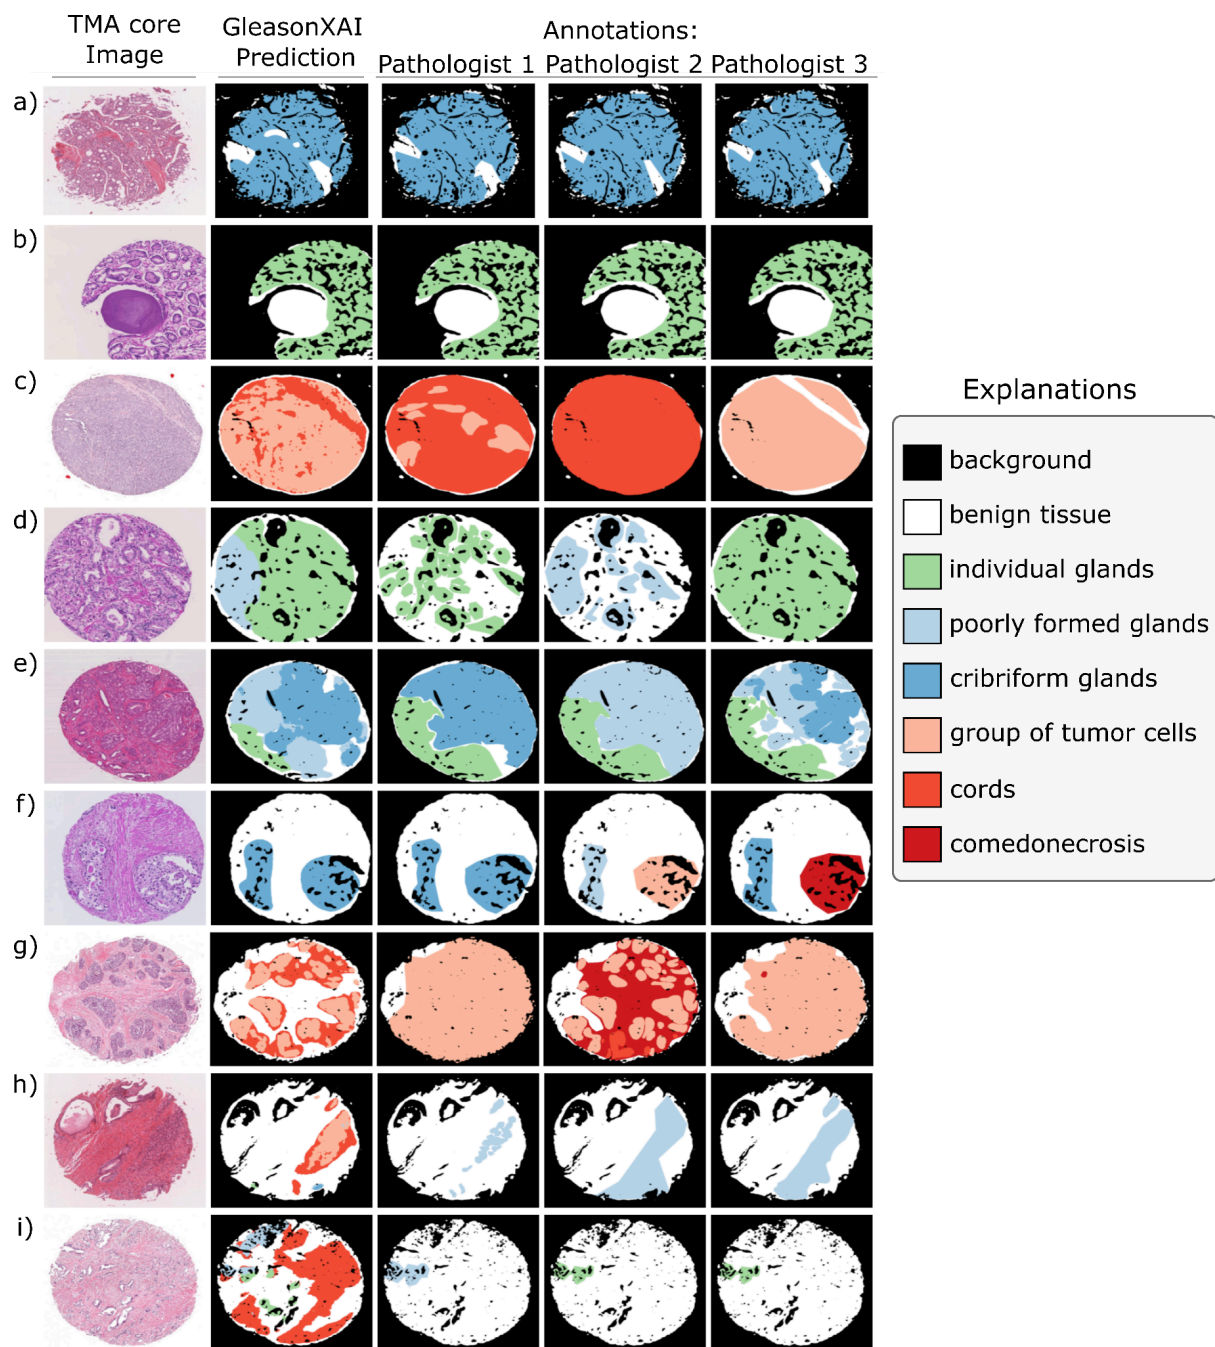 TMA core
Image
GleasonXAI
Prediction
Annotations:
Pathologist 1 Pathologist 2 Pathologist 3
a)
b)
c)
d)
e)
f)
g)
h)
i)
Explanations
background
benign tissue
individual glands
poorly formed glands
cribriform glands
group of tumor cells
cords
comedonecrosis